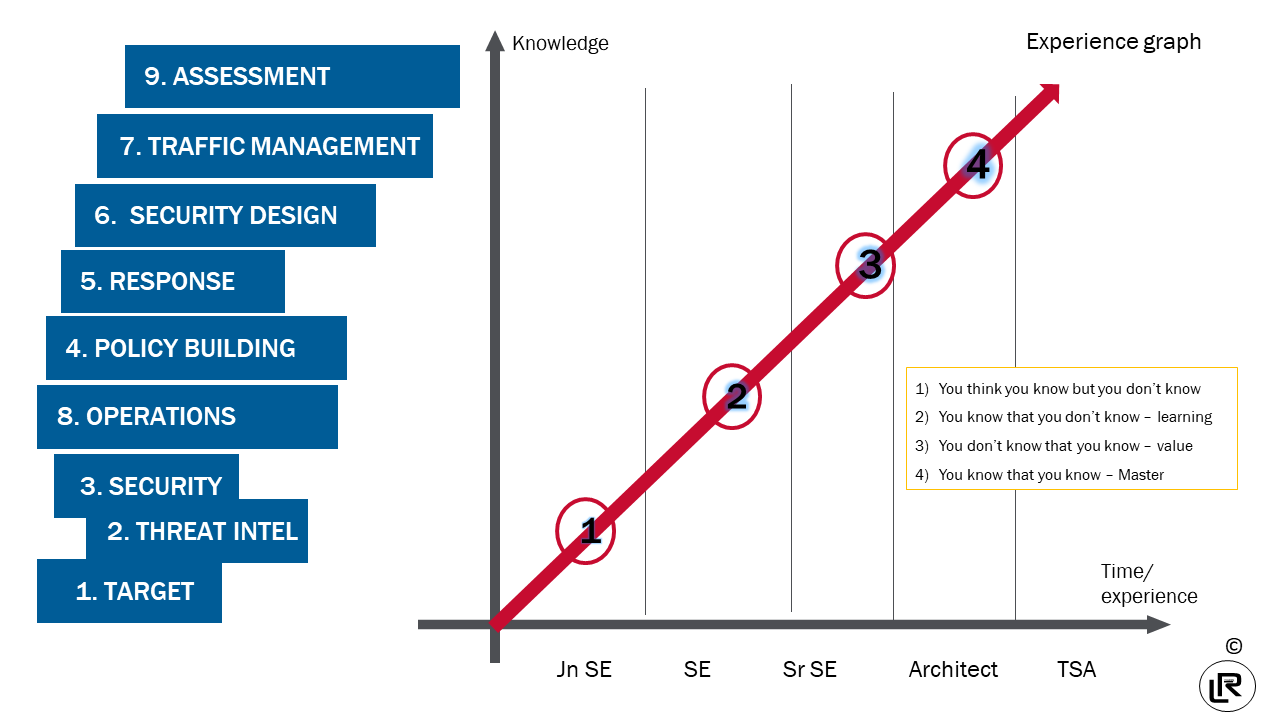 9. ASSESSMENT
7. TRAFFIC MANAGEMENT
6.  SECURITY DESIGN
5. RESPONSE
4. POLICY BUILDING
8. OPERATIONS
3. SECURITY
2. THREAT INTEL
1. TARGET
Knowledge
Experience graph
4
3
2
1
1) You think you know but you don’t know
2) You know that you don’t know – learning
3) You don’t know that you know – value
4) You know that you know – Master
Time/
experience
Jn SE
SE
Sr SE
Architect
TSA
©